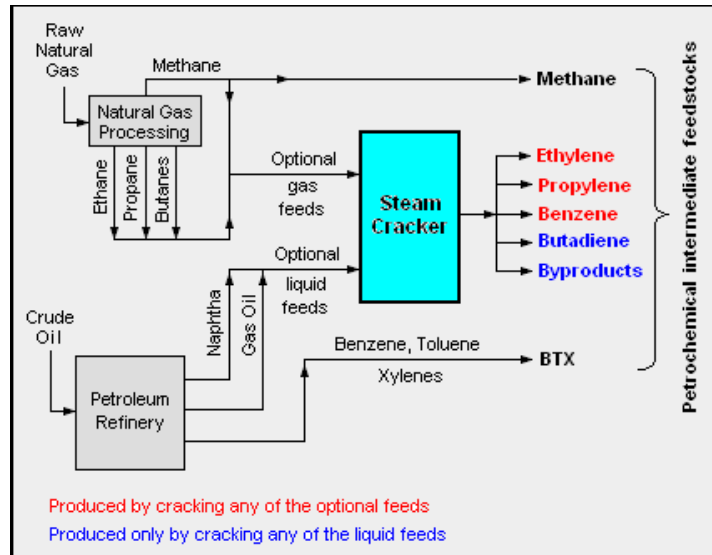 Raw
Natural
Gas
Methane
Methane
Natural Gas
Processing
Ethane
Propane
Butanes
Optional
gas
feeds
Steam
Cracker
Ethylene
Propylene
Benzene
Butadiene
Byproducts
Optional
liquid
feeds
Naphtha
Gas Oil
Crude
Oil
Petroleum
Refinery
Benzene, Toluene
Xylenes
BTX
Petrochemical intermediate feedstocks
Produced by cracking any of the optional feeds
Produced only by cracking any of the liquid feeds